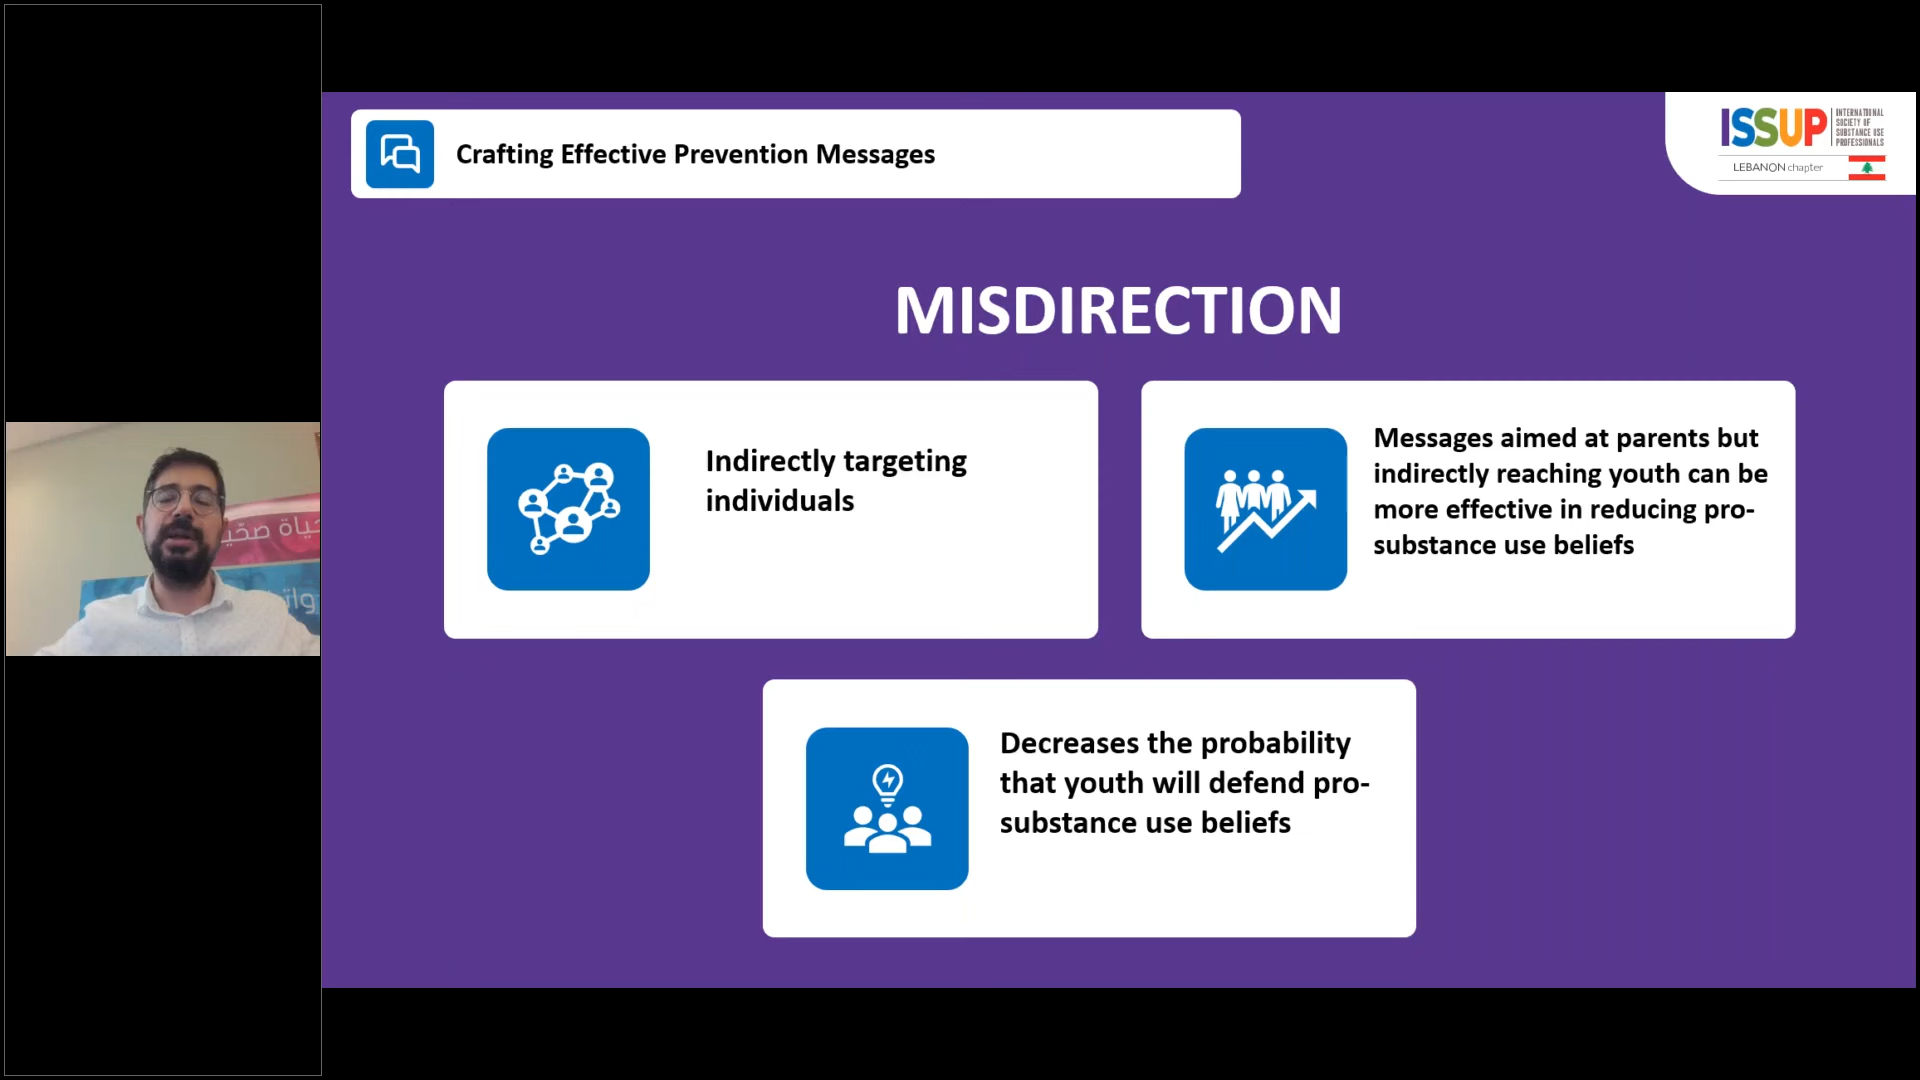 Crafting Effective Prevention Messages
ISSUP
INTERNATIONAL
SOCIETY OF
SUBSTANCE USE
PROFESSIONALS
LEBANON chapter
MISDIRECTION
Indirectly targeting
individuals
Messages aimed at parents but
indirectly reaching youth can be
more effective in reducing pro-
substance use beliefs
Decreases the probability
that youth will defend pro-
substance use beliefs